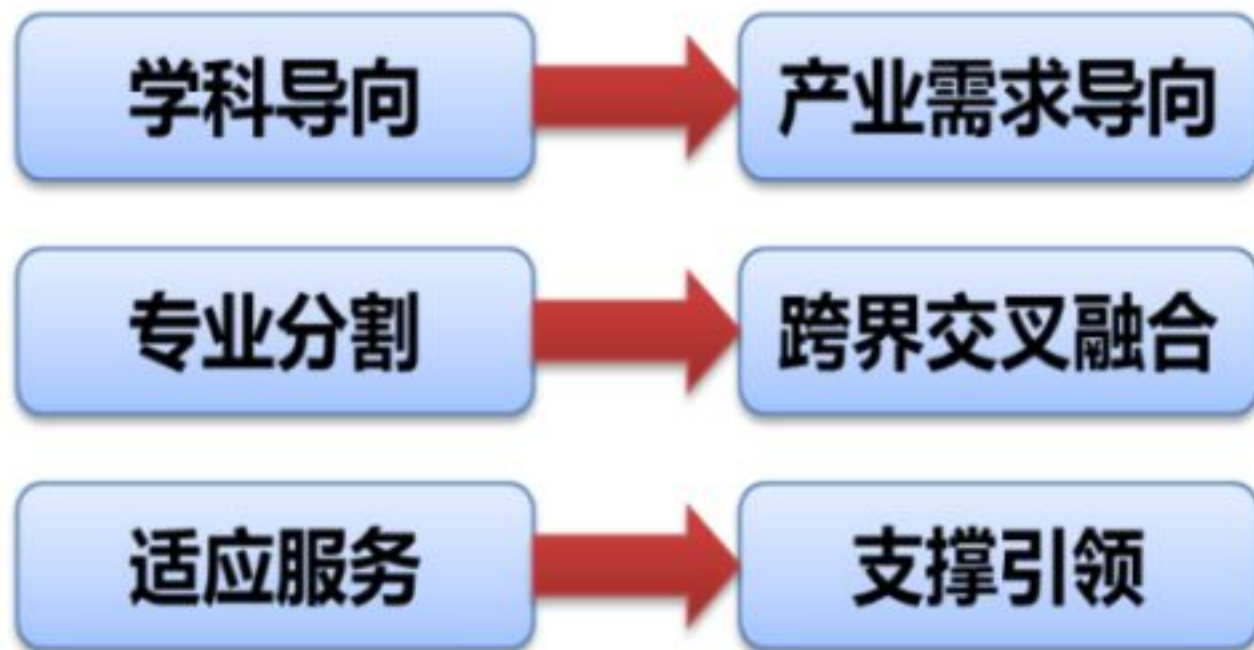 学科导向
产业需求导向
专业分割
跨界交叉融合
适应服务
支撑引领